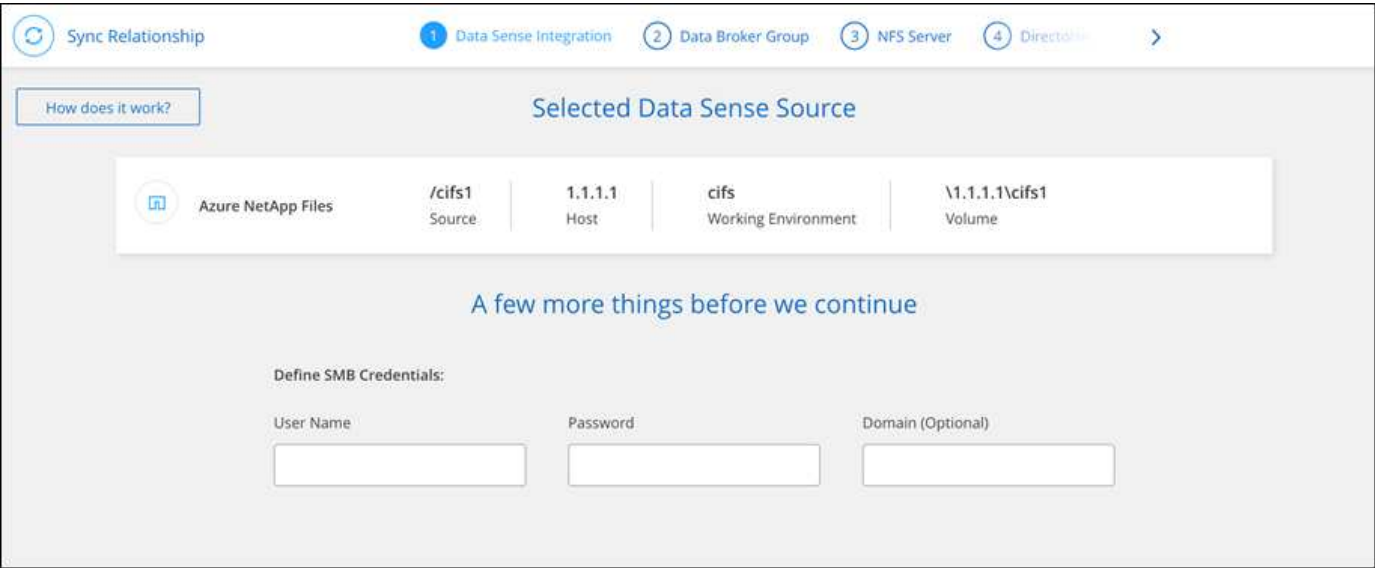 Sync Relationship
1 Data Sense Integration
2 Data Broker Group
3 NFS Server
4
How does it work?
Selected Data Sense Source
Azure NetApp Files
/cifs1
Source
1.1.1.1
Host
cifs
Working Environment
\1.1.1.1\cifs1
Volume
A few more things before we continue
Define SMB Credentials:
User Name
Password
Domain (Optional)